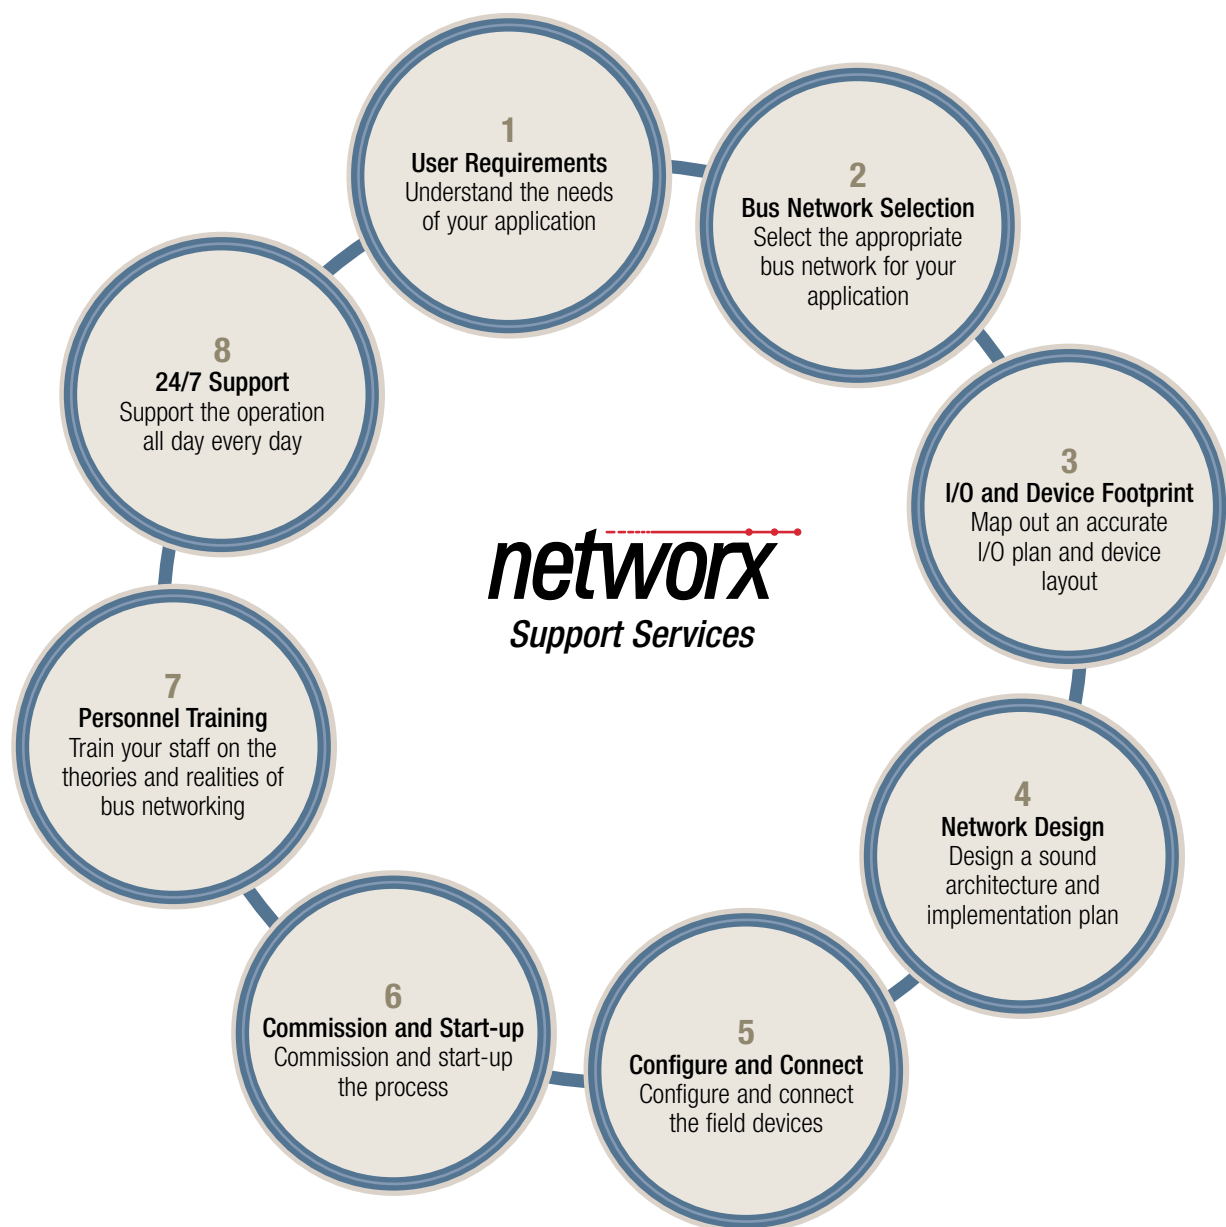 1
User Requirements
Understand the needs
of your application
2
Bus Network Selection
Select the appropriate
bus network for your
application
3
I/O and Device Footprint
Map out an accurate
I/O plan and device
layout
4
Network Design
Design a sound
architecture and
implementation plan
5
Configure and Connect
Configure and connect
the field devices
6
Commission and Start-up
Commission and start-up
the process
7
Personnel Training
Train your staff on the
theories and realities of
bus networking
8
24/7 Support
Support the operation
all day every day
networx
Support Services